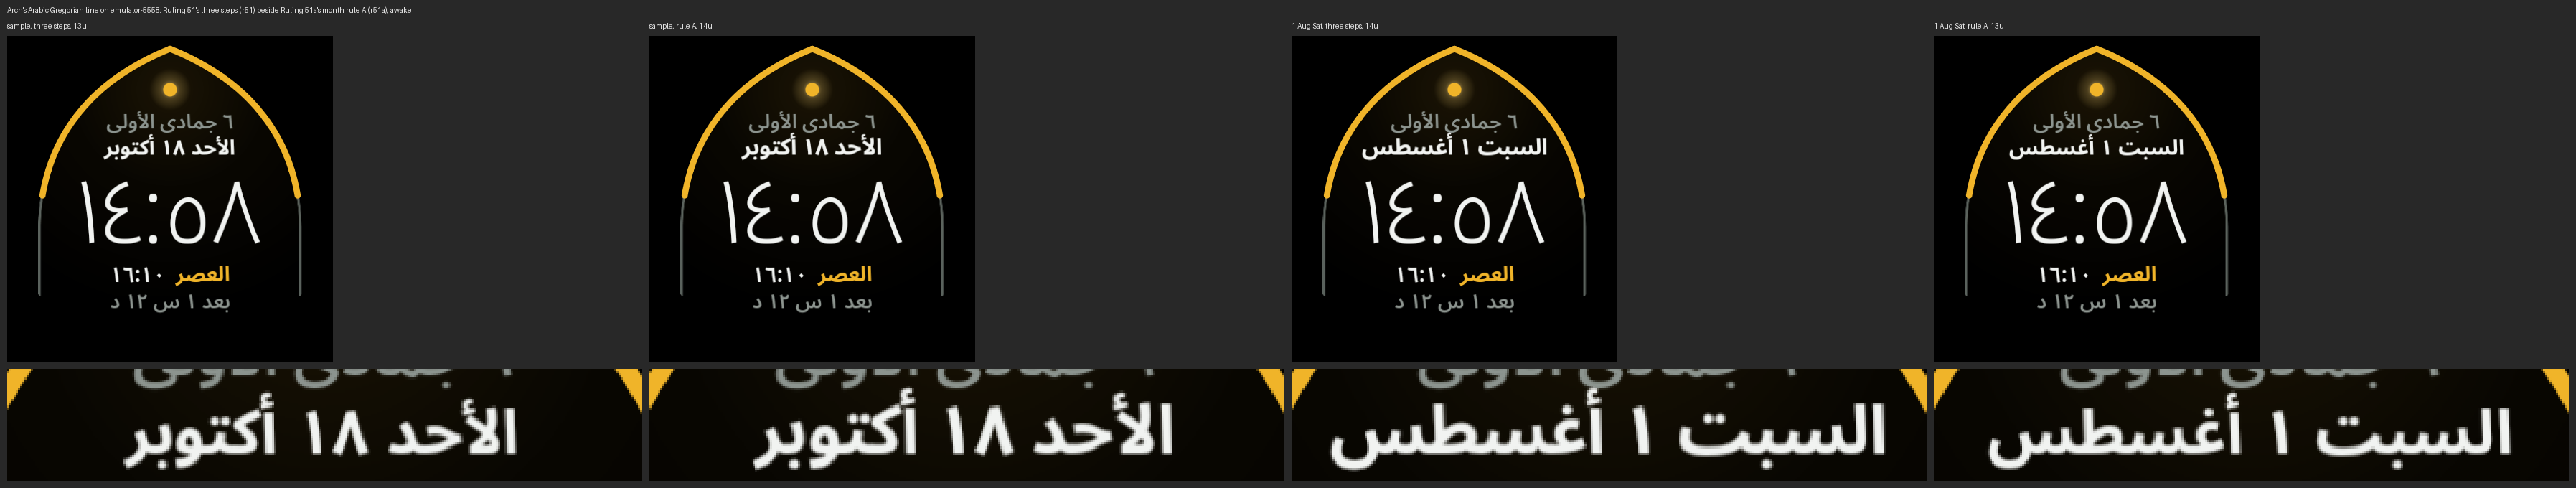 Arch's Arabic Gregorian line on emulator-5558: Ruling 51's three steps (r51) beside Ruling 51a's month rule A (r51a), awake
sample, three steps, 13u
٦ جمادى الأولى
الأحد ١٨ أكتوبر
١٤:٥٨
العصر ١٦:١٠
بعد ١ س ١٢ د
الأحد ١٨ أكتوبر
sample, rule A, 14u
٦ جمادى الأولى
الأحد ١٨ أكتوبر
١٤:٥٨
العصر ١٦:١٠
بعد ١ س ١٢ د
الأحد ١٨ أكتوبر
1 Aug Sat, three steps, 14u
٦ جمادى الأولى
السبت ١ أغسطس
١٤:٥٨
العصر ١٦:١٠
بعد ١ س ١٢ د
السبت ١ أغسطس
1 Aug Sat, rule A, 13u
٦ جمادى الأولى
السبت ١ أغسطس
١٤:٥٨
العصر ١٦:١٠
بعد ١ س ١٢ د
السبت ١ أغسطس